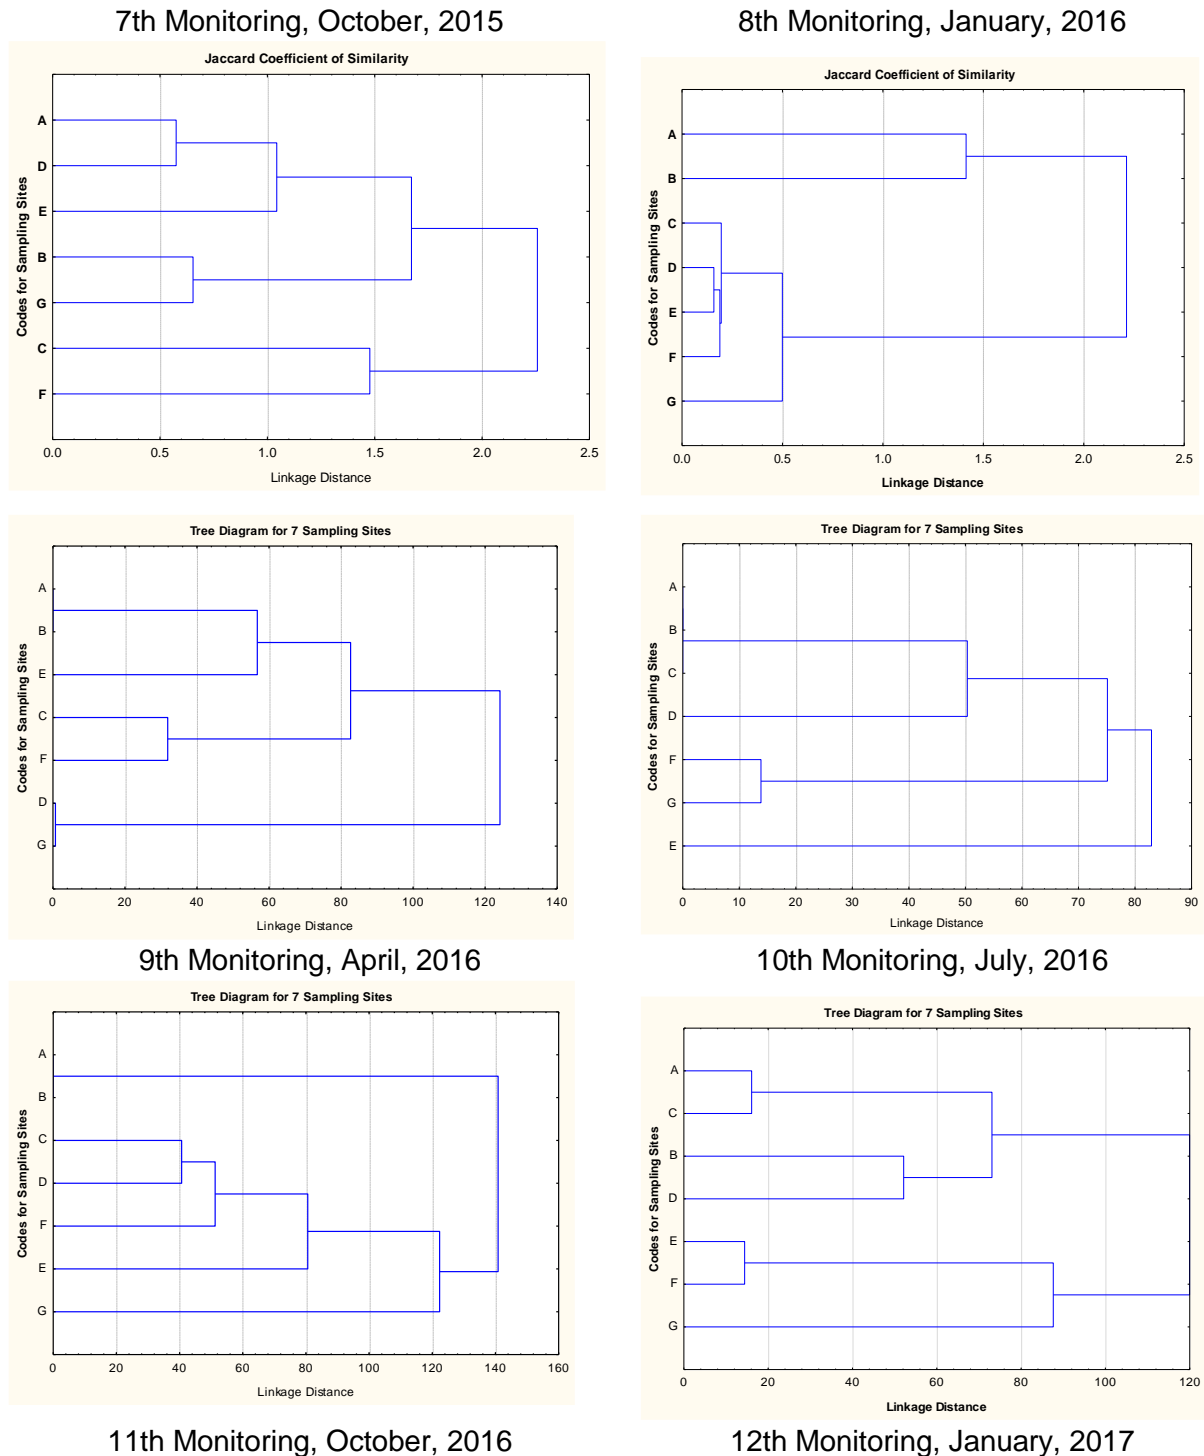 7th Monitoring, October, 2015
Jaccard Coefficient of Similarity
Codes for Sampling Sites
A
D
E
B
G
C
F
0.0 0.5 1.0 1.5 2.0 2.5
Linkage Distance
8th Monitoring, January, 2016
Jaccard Coefficient of Similarity
Codes for Sampling Sites
A
B
C
D
E
F
G
0.0 0.5 1.0 1.5 2.0 2.5
Linkage Distance
Tree Diagram for 7 Sampling Sites
Codes for Sampling Sites
A
B
E
C
F
D
G
0 20 40 60 80 100 120 140
Linkage Distance
9th Monitoring, April, 2016
Tree Diagram for 7 Sampling Sites
Codes for Sampling Sites
A
B
C
D
F
G
E
0 10 20 30 40 50 60 70 80 90
Linkage Distance
10th Monitoring, July, 2016
Tree Diagram for 7 Sampling Sites
Codes for Sampling Sites
A
B
C
D
F
E
G
0 20 40 60 80 100 120 140 160
Linkage Distance
11th Monitoring, October, 2016
Tree Diagram for 7 Sampling Sites
Codes for Sampling Sites
A
C
B
D
E
F
G
0 20 40 60 80 100 120
Linkage Distance
12th Monitoring, January, 2017